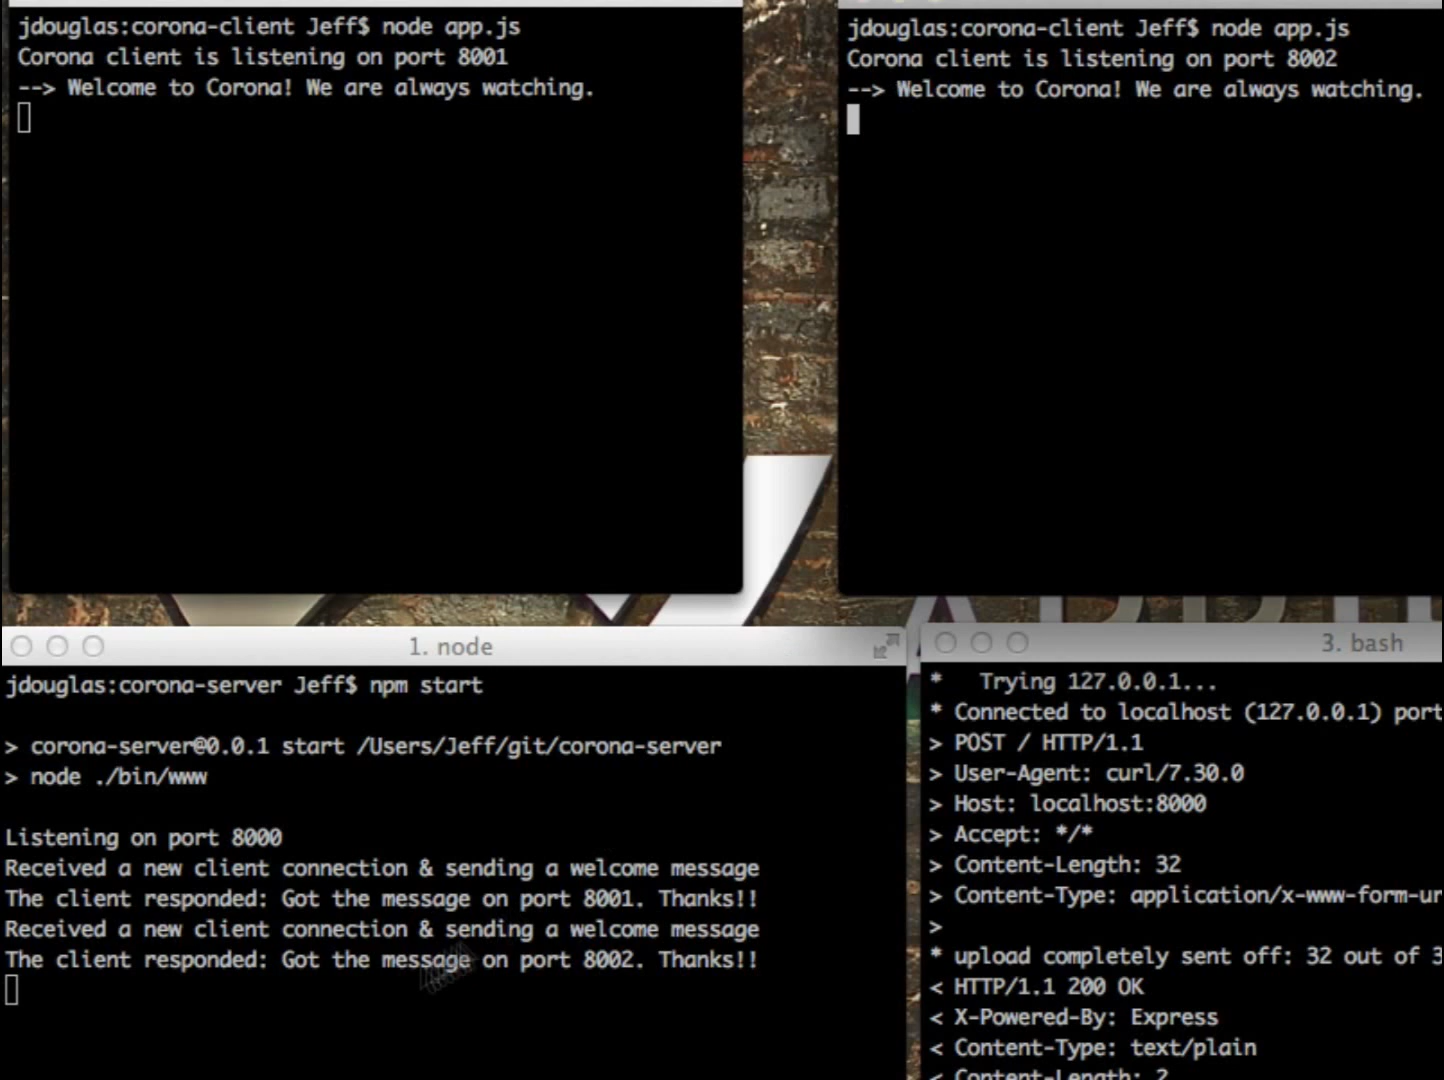 jdouglas:corona-client Jeff$ node app.js
Corona client is listening on port 8001
--> Welcome to Corona! We are always watching.
jdouglas:corona-client Jeff$ node app.js
Corona client is listening on port 8002
--> Welcome to Corona! We are always watching.
1. node
jdouglas:corona-server Jeff$ npm start
> corona-server@0.0.1 start /Users/Jeff/git/corona-server
> node ./bin/www
Listening on port 8000
Received a new client connection & sending a welcome message
The client responded: Got the message on port 8001. Thanks!!
Received a new client connection & sending a welcome message
The client responded: Got the message on port 8002. Thanks!!
3. bash
* Trying 127.0.0.1...
* Connected to localhost (127.0.0.1) port
> POST / HTTP/1.1
> User-Agent: curl/7.30.0
> Host: localhost:8000
> Accept: */*
> Content-Length: 32
> Content-Type: application/x-www-form-ur
>
* upload completely sent off: 32 out of 3
< HTTP/1.1 200 OK
< X-Powered-By: Express
< Content-Type: text/plain
< Content-Length: 2